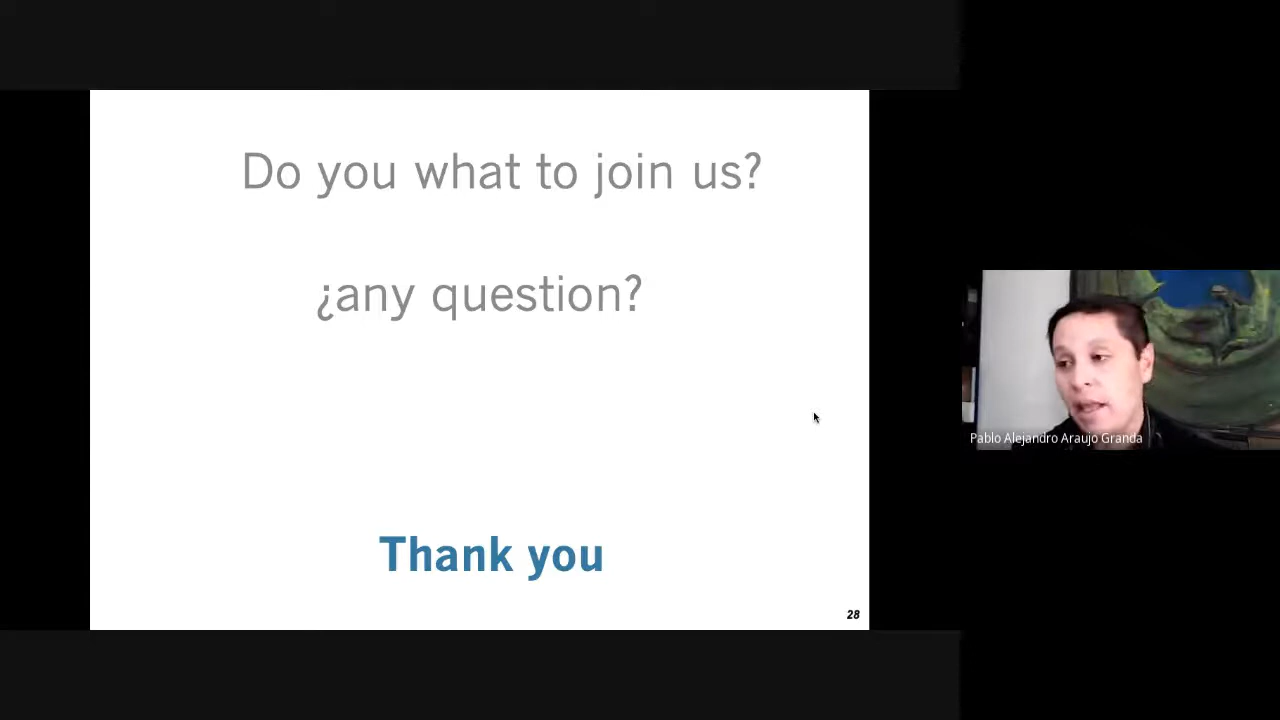 Do you what to join us?
¿any question?
Thank you
28
Pablo Alejandro Araujo Granda